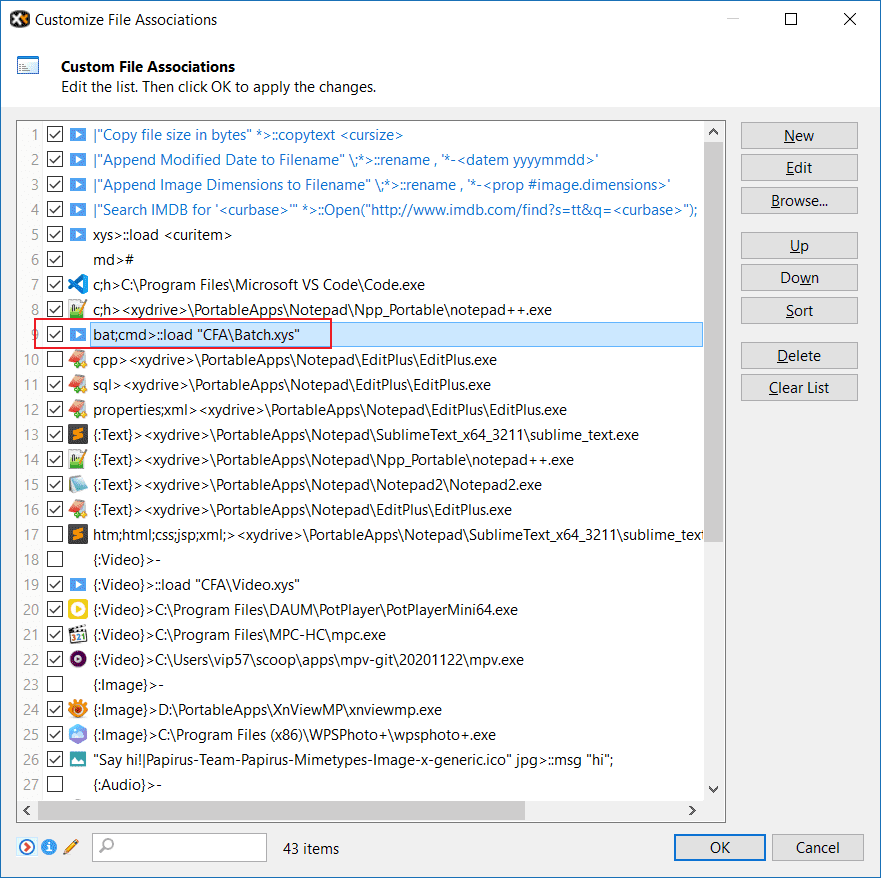 Customize File Associations
Custom File Associations
Edit the list. Then click OK to apply the changes.
1 |"Copy file size in bytes" *>::copytext <cursize>
2 |"Append Modified Date to Filename" \;*>::rename , '*-<datem yyyymmdd>'
3 |"Append Image Dimensions to Filename" \;*>::rename , '*-<prop #image.dimensions>'
4 |"Search IMDB for '<curbase>'" *>::Open("http://www.imdb.com/find?s=tt&q=<curbase>");
5 xys>::load <curitem>
6 md>#
7 c;h>C:\Program Files\Microsoft VS Code\Code.exe
8 c;h><xydrive>\PortableApps\Notepad\Npp_Portable\notepad++.exe
9 bat;cmd>::load "CFA\Batch.xys"
10 cpp><xydrive>\PortableApps\Notepad\EditPlus\EditPlus.exe
11 sql><xydrive>\PortableApps\Notepad\EditPlus\EditPlus.exe
12 properties;xml><xydrive>\PortableApps\Notepad\EditPlus\EditPlus.exe
13 {:Text}><xydrive>\PortableApps\Notepad\SublimeText_x64_3211\sublime_text.exe
14 {:Text}><xydrive>\PortableApps\Notepad\Npp_Portable\notepad++.exe
15 {:Text}><xydrive>\PortableApps\Notepad\Notepad2\Notepad2.exe
16 {:Text}><xydrive>\PortableApps\Notepad\EditPlus\EditPlus.exe
17 htm;html;css;jsp;xml;><xydrive>\PortableApps\Notepad\SublimeText_x64_3211\sublime_text
18 {:Video}>-
19 {:Video}>::load "CFA\Video.xys"
20 {:Video}>C:\Program Files\DAUM\PotPlayer\PotPlayerMini64.exe
21 {:Video}>C:\Program Files\MPC-HC\mpc.exe
22 {:Video}>C:\Users\vip57\scoop\apps\mpv-git\20201122\mpv.exe
23 {:Image}>-
24 {:Image}>D:\PortableApps\XnViewMP\xnviewmp.exe
25 {:Image}>C:\Program Files (x86)\WPSPhoto+\wpsphoto+.exe
26 "Say hi!|Papirus-Team-Papirus-Mimetypes-Image-x-generic.ico" jpg>::msg "hi";
27 {:Audio}>-
New
Edit
Browse...
Up
Down
Sort
Delete
Clear List
43 items
OK
Cancel